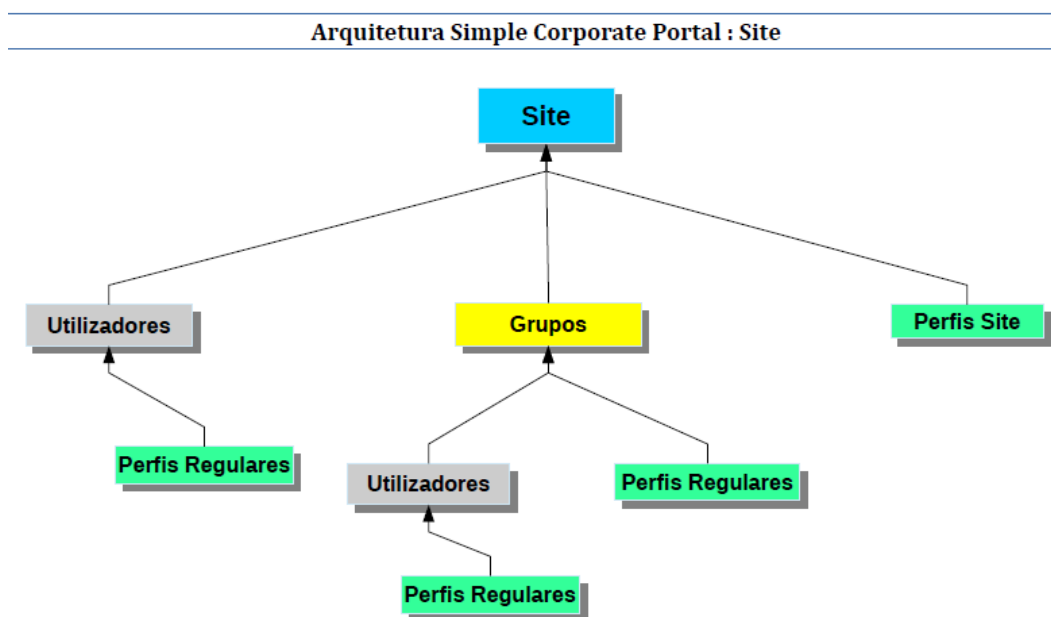 Arquitetura Simple Corporate Portal : Site
Site
Utilizadores
Grupos
Perfis Site
Perfis Regulares
Utilizadores
Perfis Regulares
Perfis Regulares